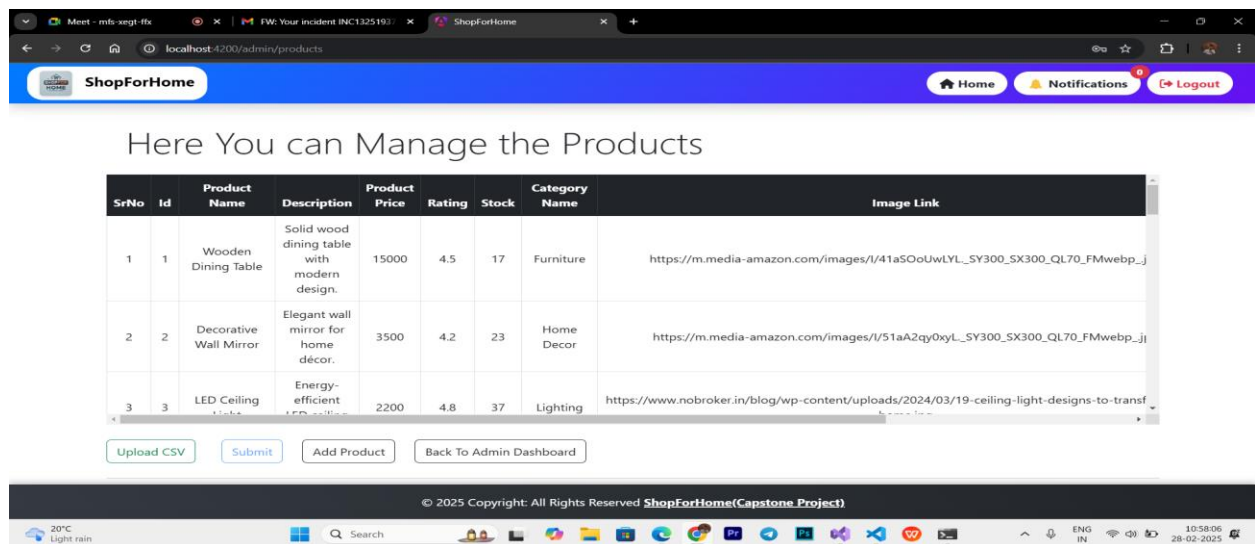 Meet - mfs-xegt-ffx
FW: Your incident INC1325193
ShopForHome
localhost:4200/admin/products
ShopForHome
Home
Notifications
0
Logout
Here You can Manage the Products
SrNo Id Product Name Description Product Price Rating Stock Category Name Image Link
1 1 Wooden Dining Table Solid wood dining table with modern design. 15000 4.5 17 Furniture https://m.media-amazon.com/images/I/41aSOoUwLYL._SY300_SX300_QL70_FMwebp_.j
2 2 Decorative Wall Mirror Elegant wall mirror for home décor. 3500 4.2 23 Home Decor https://m.media-amazon.com/images/I/51aA2qy0xyL._SY300_SX300_QL70_FMwebp_.j
3 3 LED Ceiling Energy-efficient 2200 4.8 37 Lighting https://www.nobroker.in/blog/wp-content/uploads/2024/03/19-ceiling-light-designs-to-transf
Upload CSV
Submit
Add Product
Back To Admin Dashboard
© 2025 Copyright: All Rights Reserved ShopForHome(Capstone Project)
20°C
Light rain
Search
ENG
IN
10:58:06
28-02-2025